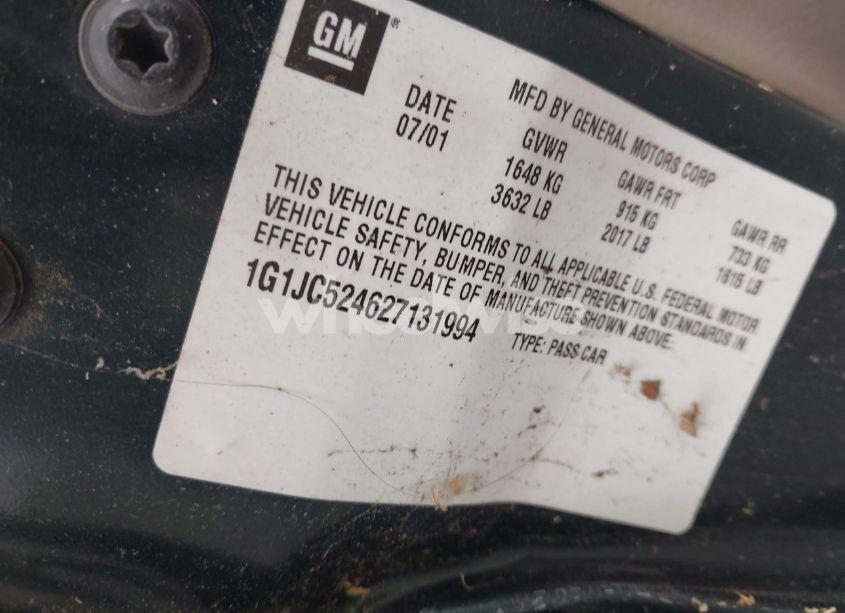 GM®
MFD BY GENERAL MOTORS CORP
DATE GVWR GAWR FRT GAWR RR
07/01 1648 KG 915 KG 733 KG
3632 LB 2017 LB 1615 LB
THIS VEHICLE CONFORMS TO ALL APPLICABLE U.S. FEDERAL MOTOR
VEHICLE SAFETY, BUMPER, AND THEFT PREVENTION STANDARDS IN
EFFECT ON THE DATE OF MANUFACTURE SHOWN ABOVE.
1G1JC524627131994 TYPE: PASS CAR